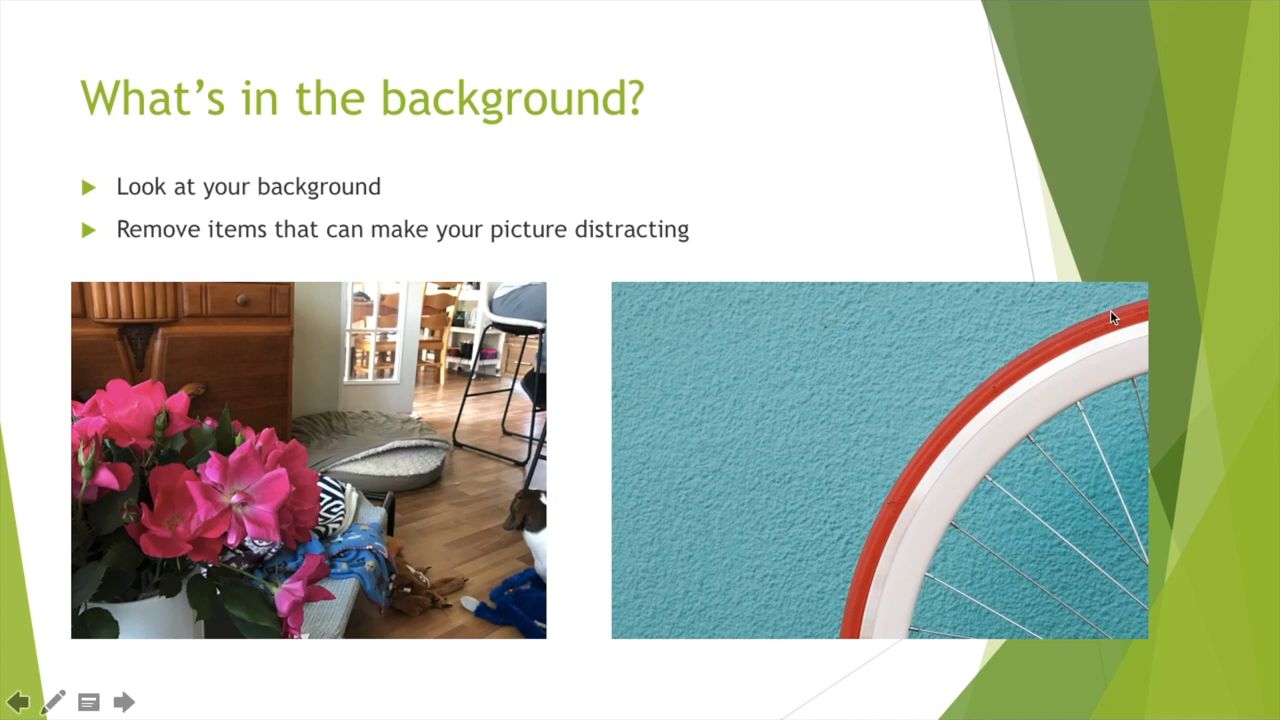 What’s in the background?
Look at your background
Remove items that can make your picture distracting